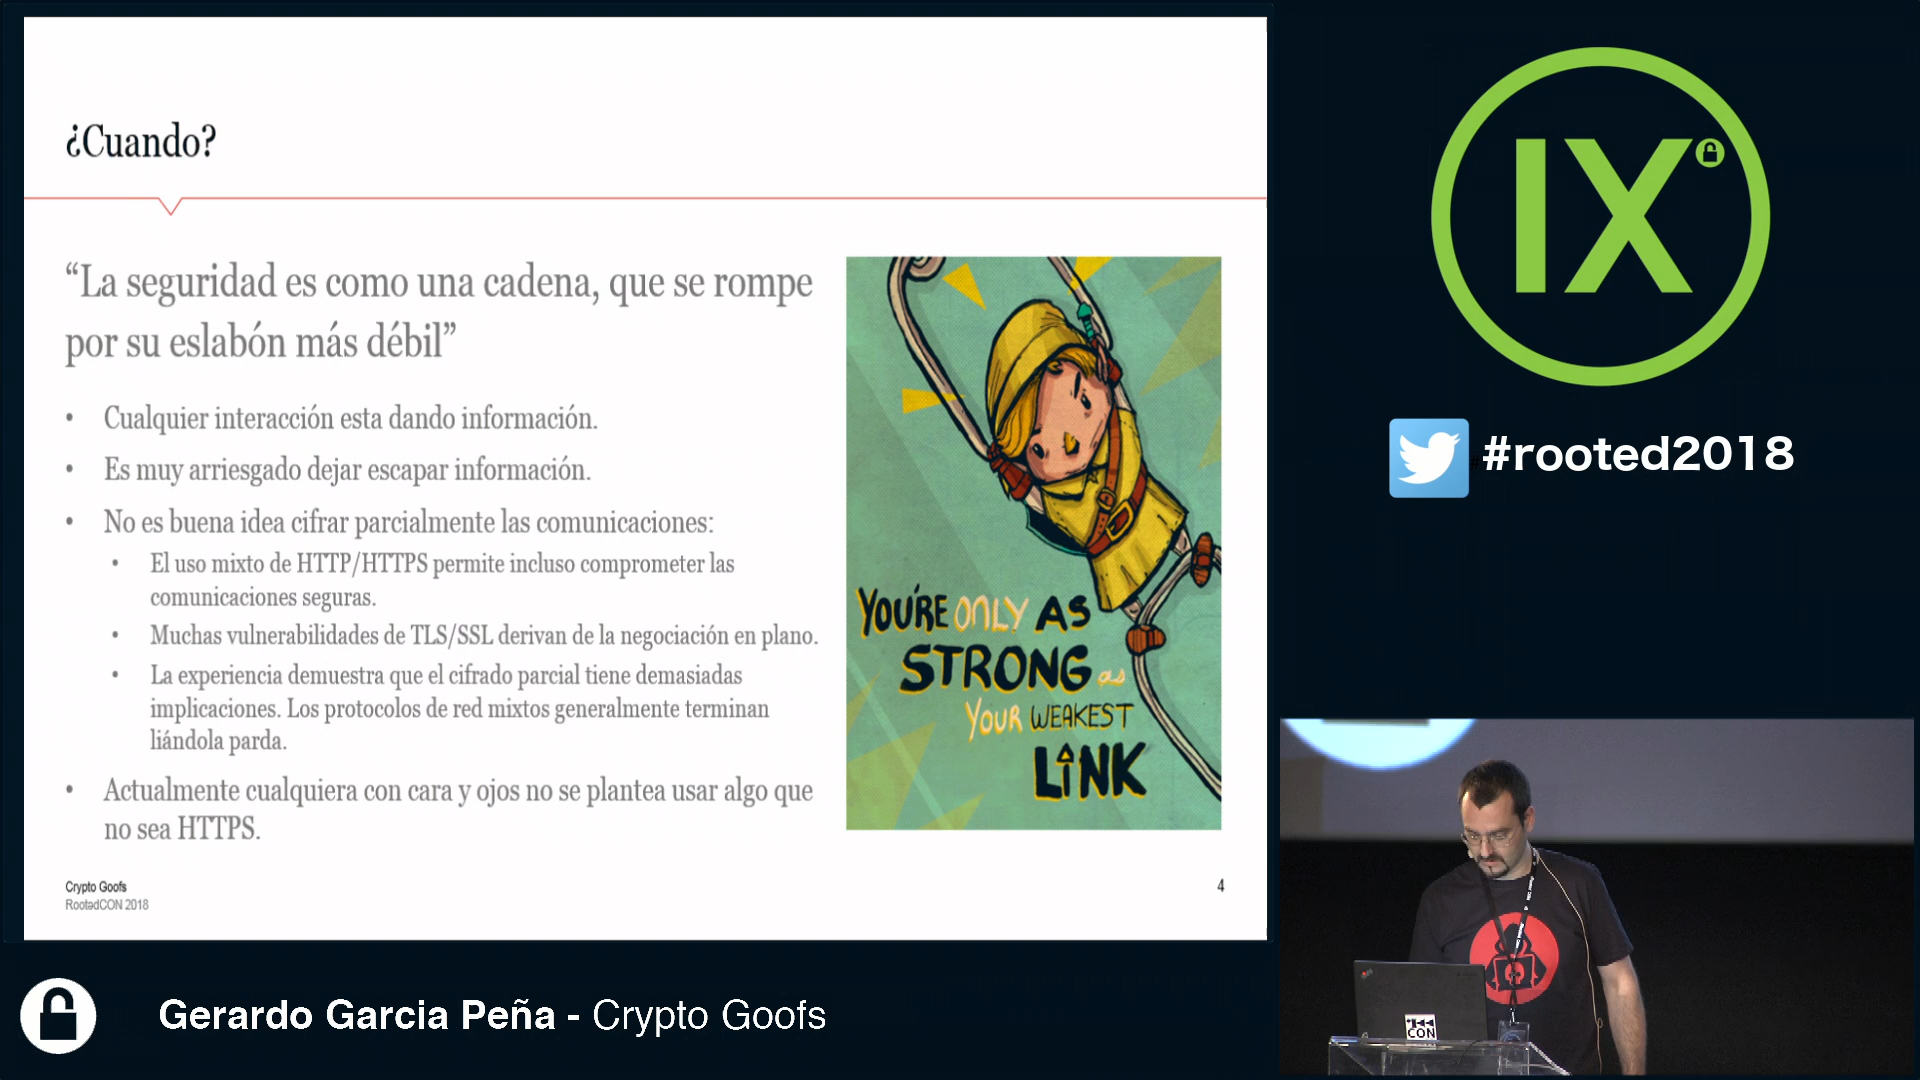 ¿Cuando?
“La seguridad es como una cadena, que se rompe
por su eslabón más débil”
• Cualquier interacción esta dando información.
• Es muy arriesgado dejar escapar información.
• No es buena idea cifrar parcialmente las comunicaciones:
• El uso mixto de HTTP/HTTPS permite incluso comprometer las
comunicaciones seguras.
• Muchas vulnerabilidades de TLS/SSL derivan de la negociación en plano.
• La experiencia demuestra que el cifrado parcial tiene demasiadas
implicaciones. Los protocolos de red mixtos generalmente terminan
liándola parda.
• Actualmente cualquiera con cara y ojos no se plantea usar algo que
no sea HTTPS.
YOU'RE ONLY AS
STRONG as
YOUR WEAKEST
LINK
Crypto Goofs
RootedCON 2018
4
IX
#rooted2018
CON
Gerardo Garcia Peña - Crypto Goofs